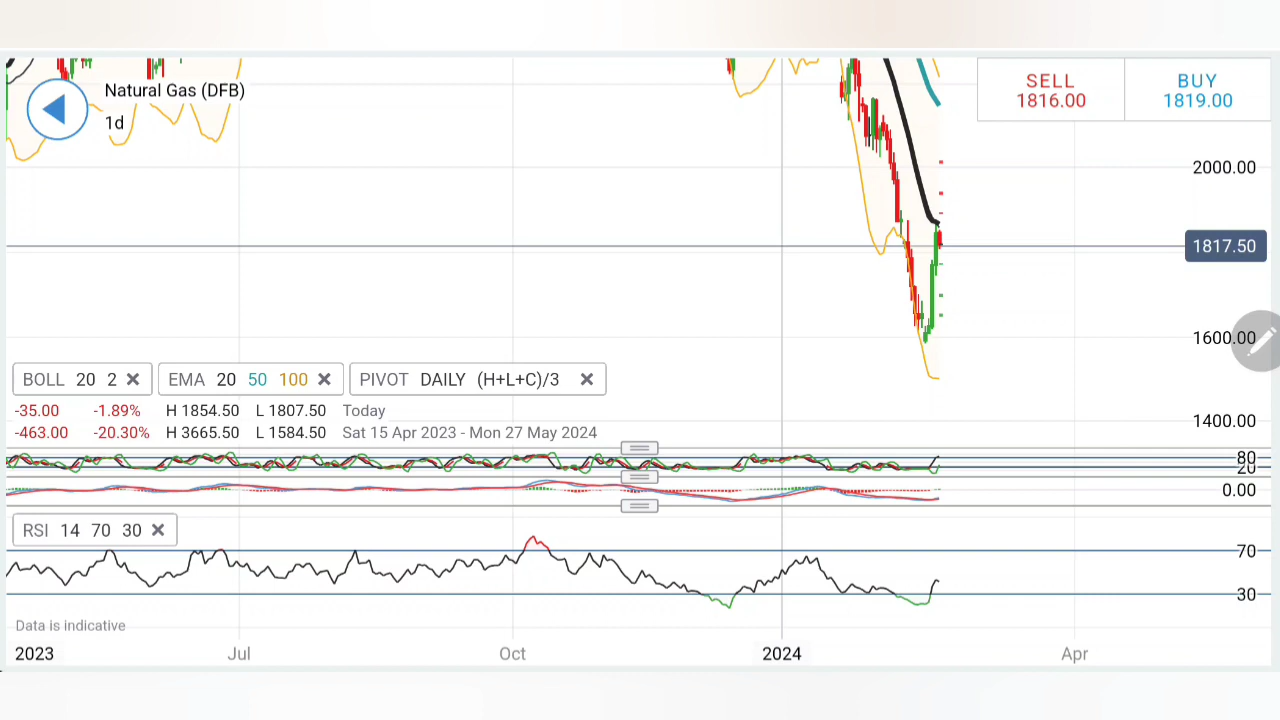 Natural Gas (DFB)
1d
SELL
1816.00
BUY
1819.00
2000.00
1817.50
1600.00
BOLL 20 2
EMA 20 50 100
PIVOT DAILY (H+L+C)/3
-35.00 -1.89% H 1854.50 L 1807.50 Today
1400.00
-463.00 -20.30% H 3665.50 L 1584.50 Sat 15 Apr 2023 - Mon 27 May 2024
80
20
0.00
RSI 14 70 30
70
30
Data is indicative
2023 Jul Oct 2024 Apr